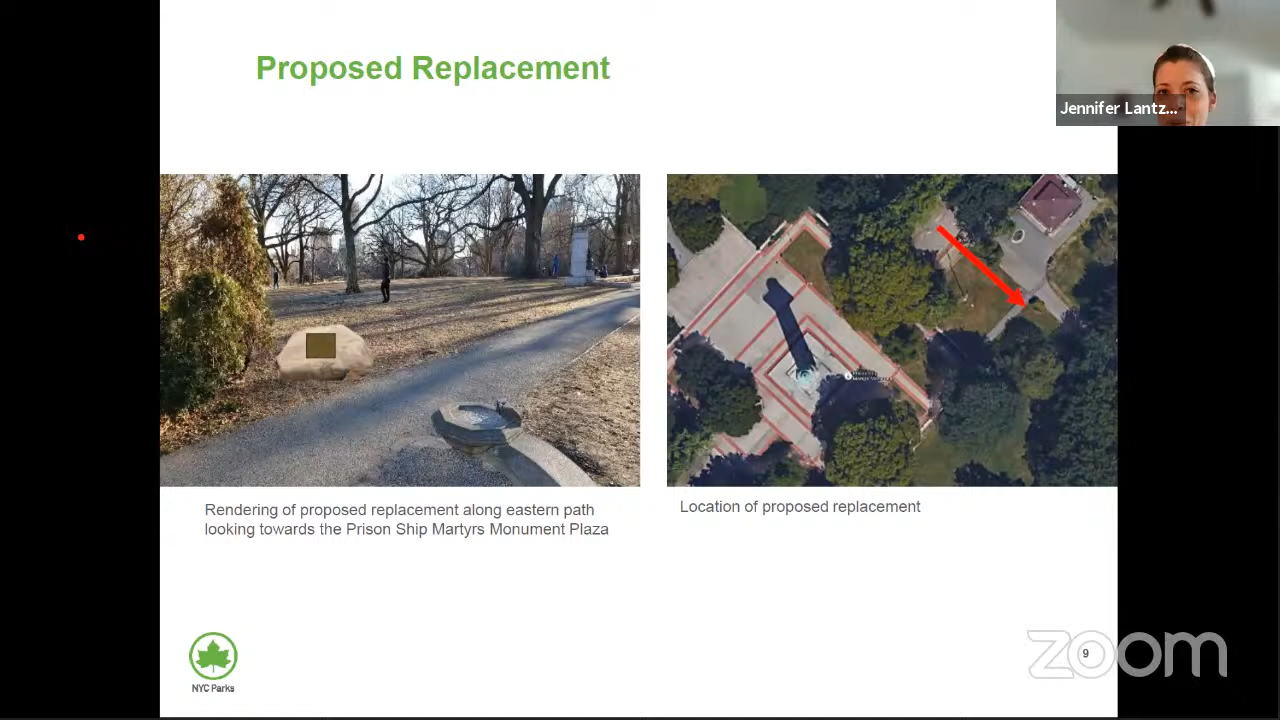 Proposed Replacement
Jennifer Lantz...
Rendering of proposed replacement along eastern path
looking towards the Prison Ship Martyrs Monument Plaza
Location of proposed replacement
NYC Parks
9
zoom